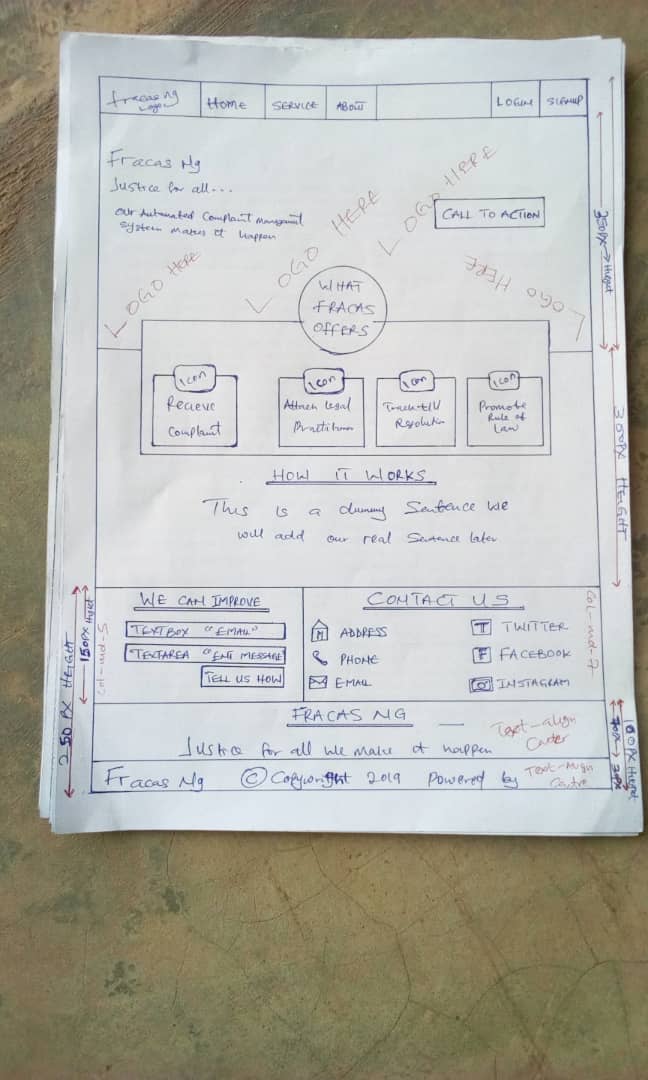 fracas ng
Logo
HOME
SERVICE
ABOUT
LOGIN
SIGNUP
Fracas Ng
Justice for all...
our Automated Complaint Management
System makes it happen
CALL TO ACTION
LOGO HERE
LOGO HERE
LOGO HERE
LOGO HERE
350PX → Height
WHAT
FRACAS
OFFERS
icon
Recieve
Complaint
icon
Attach Legal
Practitioner
icon
Resolution
icon
Promote
Rule of
Law
350PX HEIGHT
HOW IT WORKS
This is a dummy Sentence we
will add our real Sentence later
250 PX HEIGHT
150PX Height
col-md-5
WE CAN IMPROVE
TEXTBOX "EMAIL"
TEXTAREA "ENT MESSAGE"
TELL US HOW
CONTACT US
ADDRESS
PHONE
EMAIL
T TWITTER
F FACEBOOK
INSTAGRAM
col-md-7
FRACAS NG
Justice for all we make it happen
Text-align
Center
Fracas Ng © Copywright 2019 Powered by
Text-Align
Centre
100PX Height